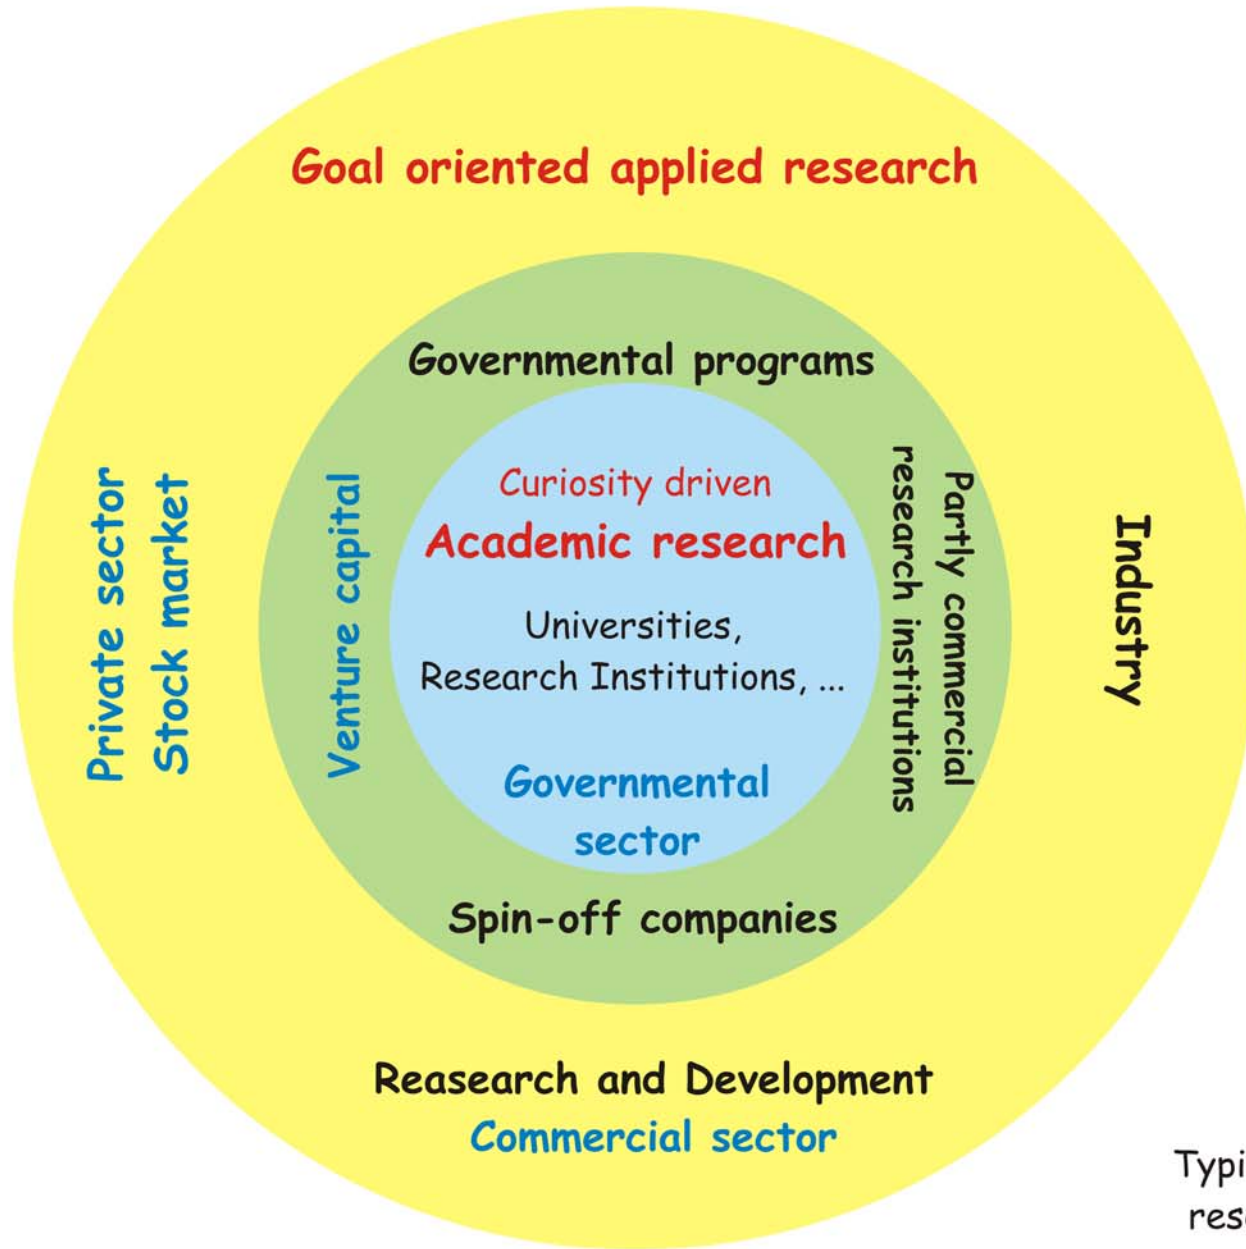 Goal oriented applied research
Governmental programs
Curiosity driven
Academic research
Universities,
Research Institutions, ...
Governmental
sector
Venture capital
Partly commercial
research institutions
Private sector
Stock market
Industry
Spin-off companies
Reasearch and Development
Commercial sector